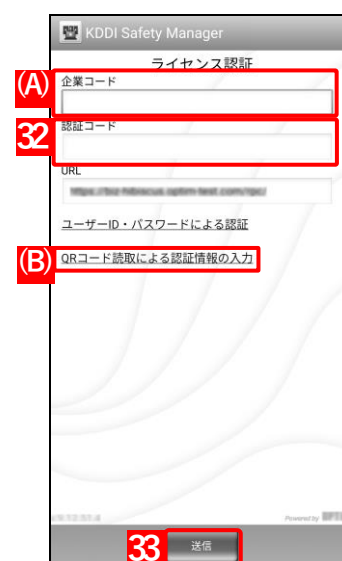 KDDI Safety Manager
ライセンス認証
(A)
企業コード
32
認証コード
URL
ユーザーID・パスワードによる認証
(B)
QRコード読取による認証情報の入力
Powered by
33
送信